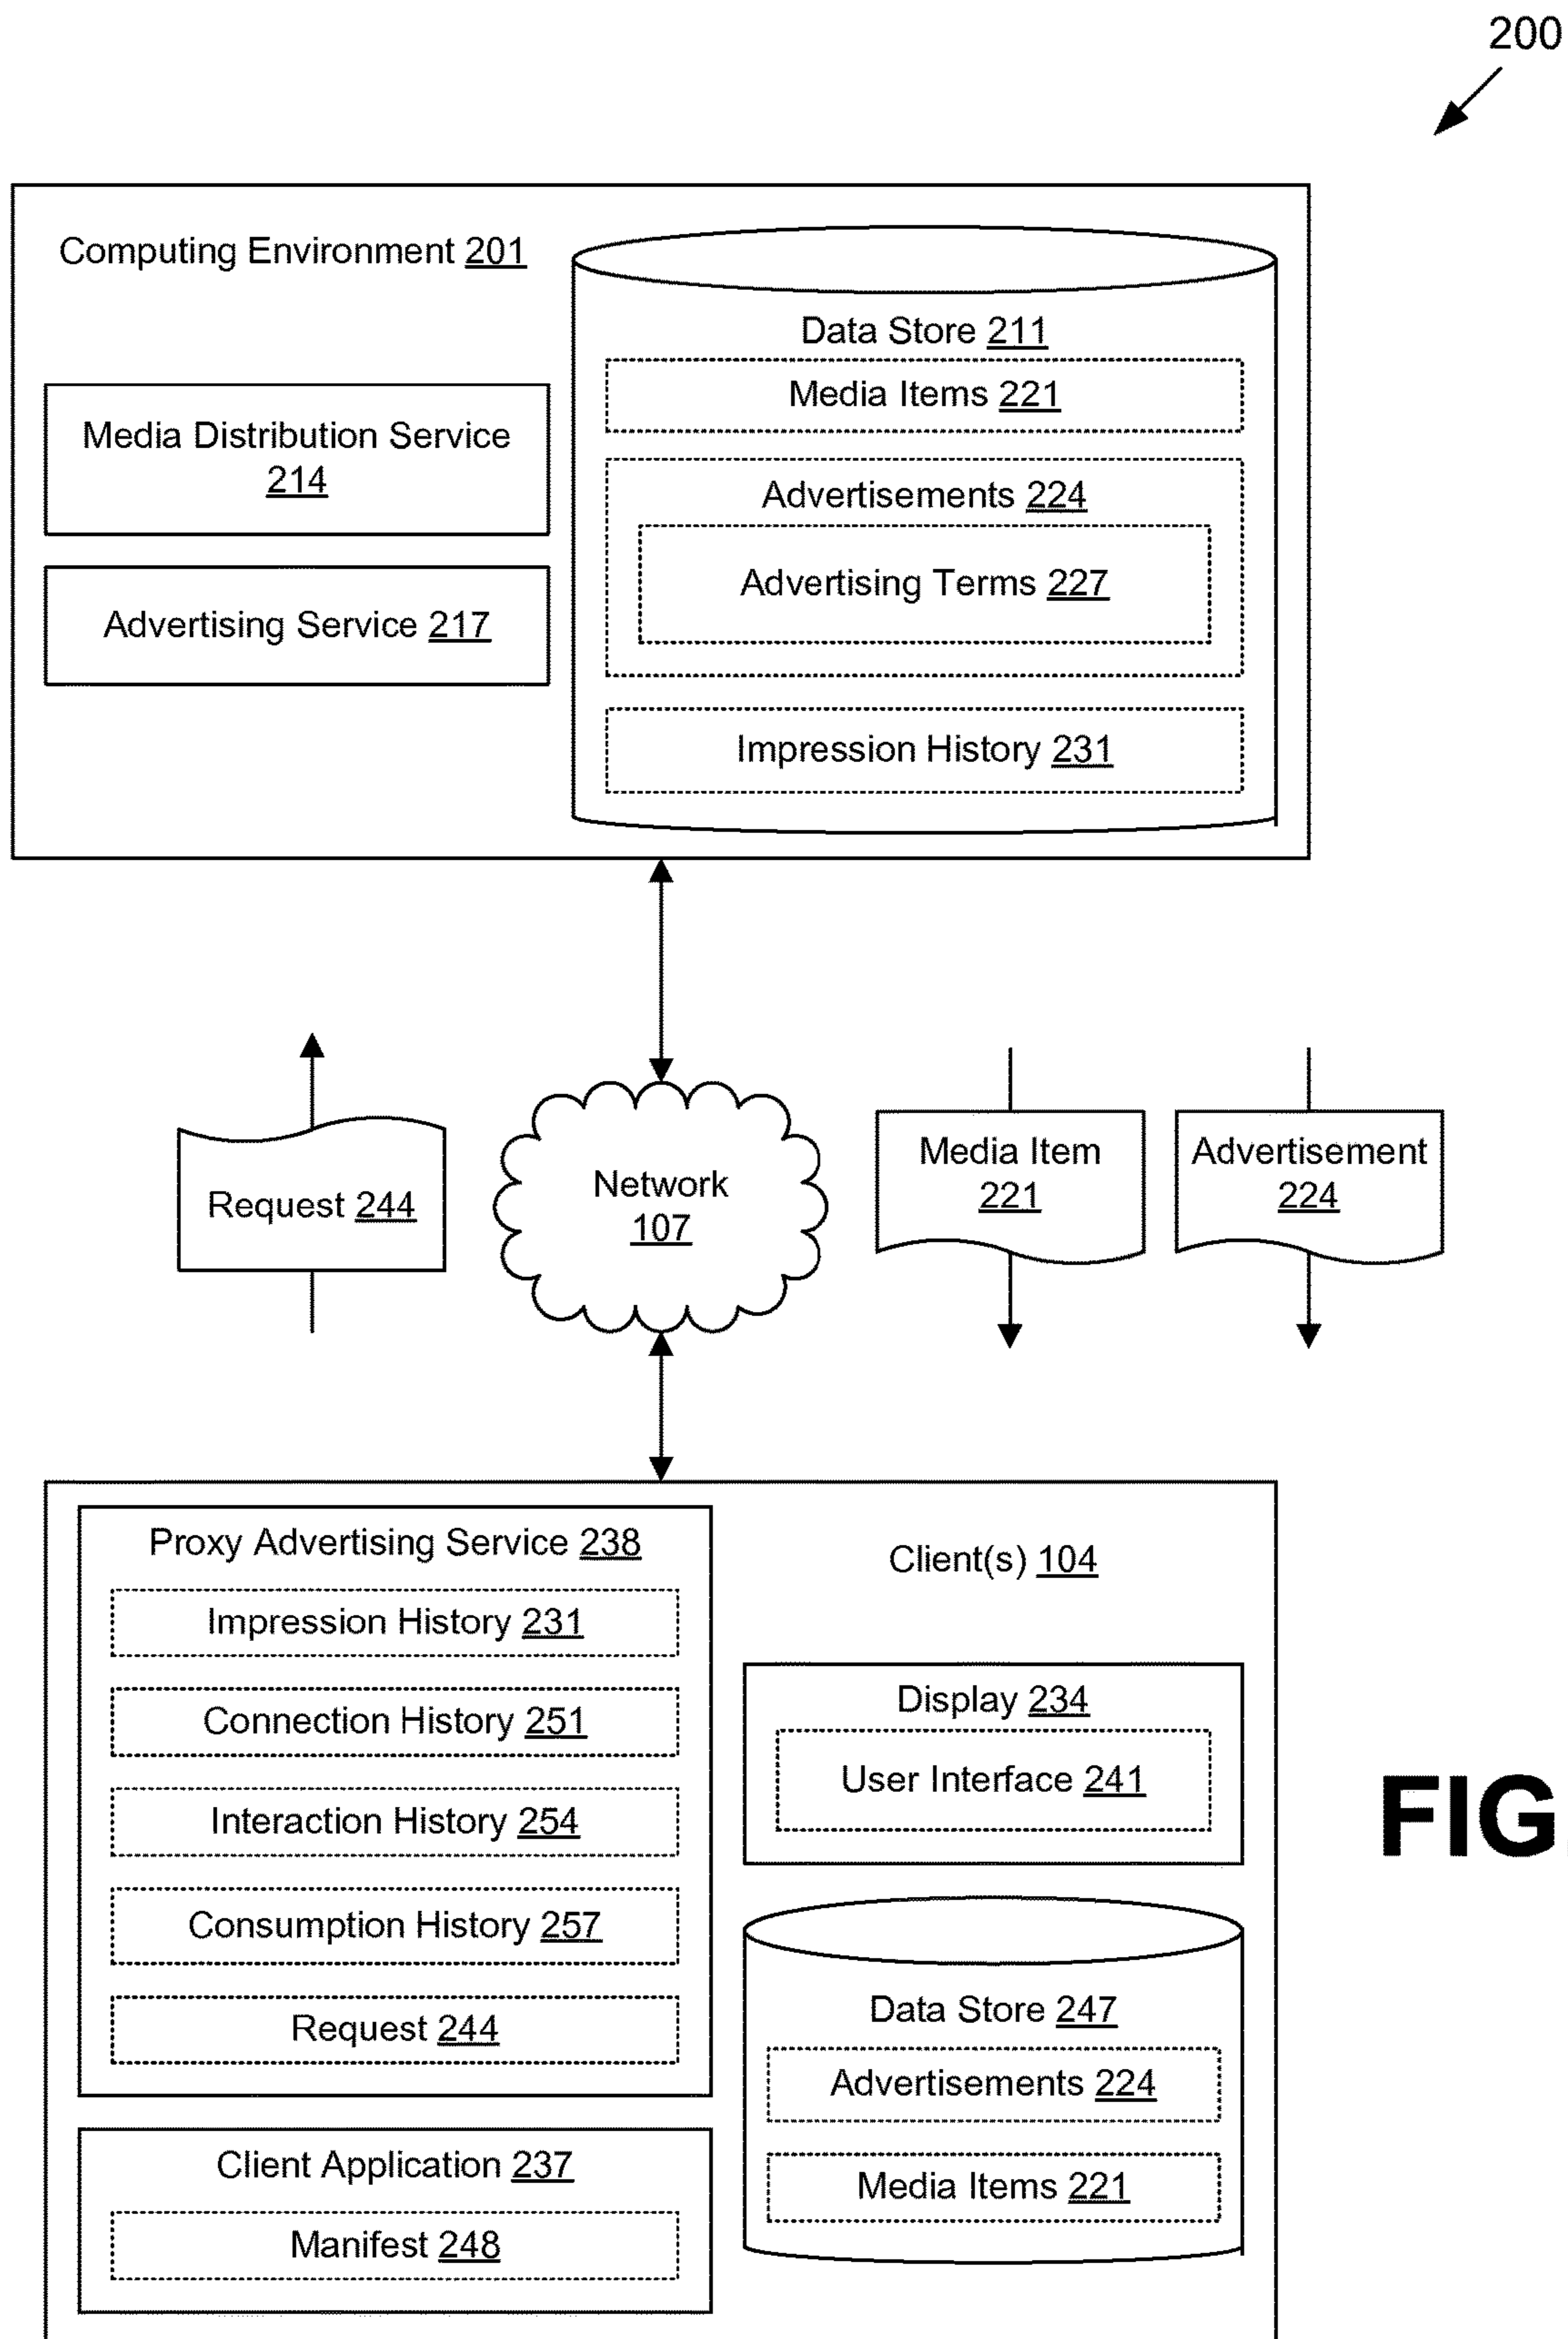 200
Computing Environment 201
Data Store 211
Media Items 221
Media Distribution Service
214
Advertisements 224
Advertising Terms 227
Advertising Service 217
Impression History 231
Request 244
Network
107
Media Item
221
Advertisement
224
Proxy Advertising Service 238
Impression History 231
Connection History 251
Interaction History 254
Consumption History 257
Request 244
Client Application 237
Manifest 248
Client(s) 104
Display 234
User Interface 241
Data Store 247
Advertisements 224
Media Items 221
FIG